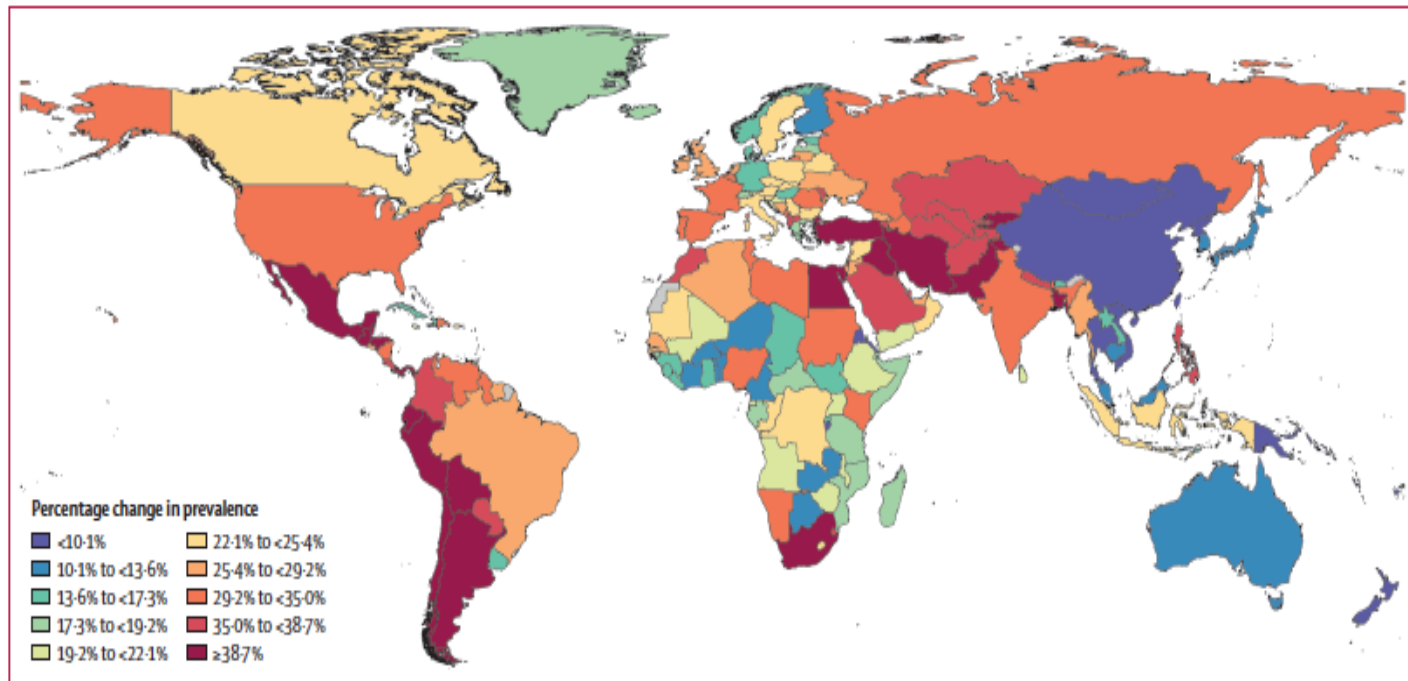 Percentage change in prevalence
<10·1%
10·1% to <13·6%
13·6% to <17·3%
17·3% to <19·2%
19·2% to <22·1%
22·1% to <25·4%
25·4% to <29·2%
29·2% to <35·0%
35·0% to <38·7%
≥38·7%